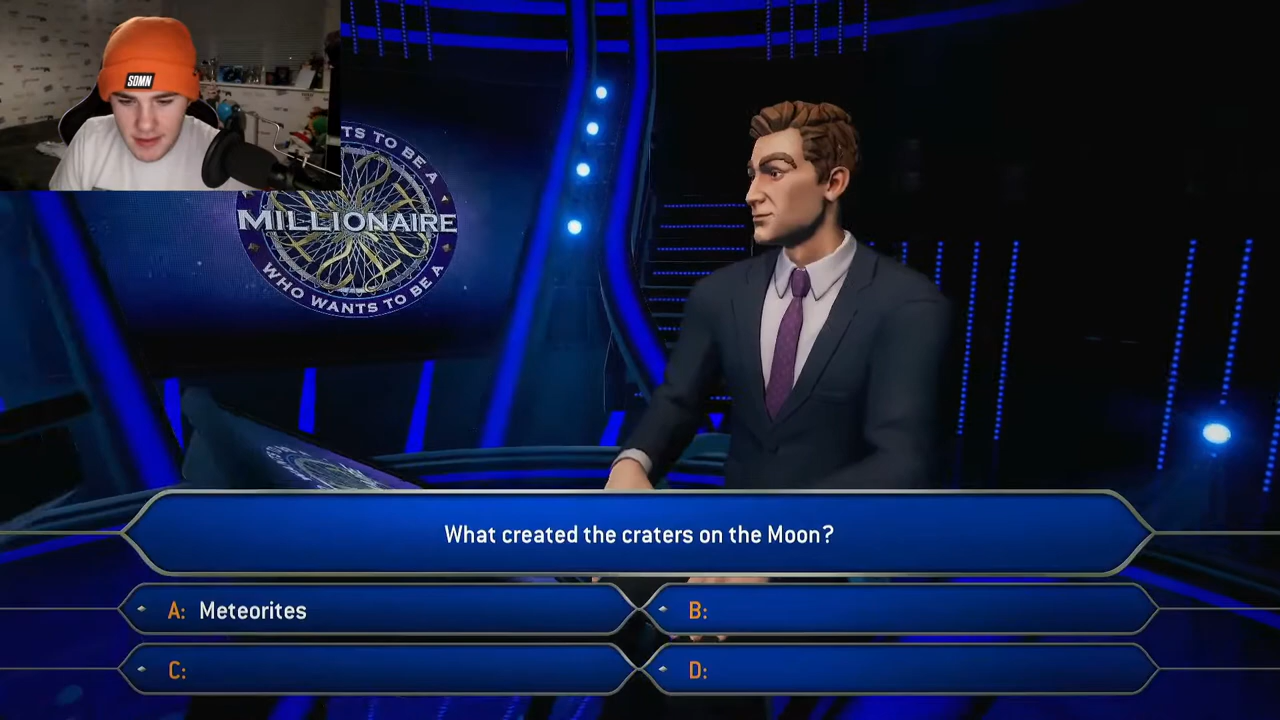 SDMN
TS TO BE A
MILLIONAIRE
WHO WANTS TO BE A
What created the craters on the Moon?
A: Meteorites
B:
C:
D: